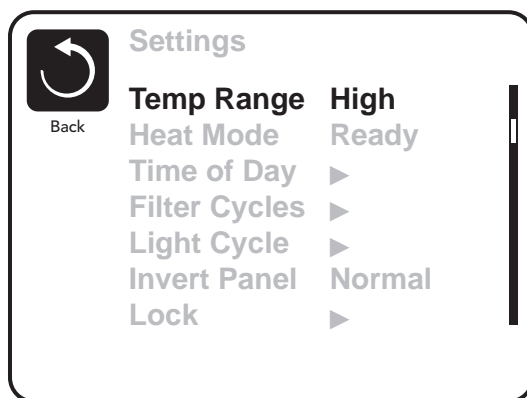 Settings
Back
Temp Range High
Heat Mode Ready
Time of Day ▶
Filter Cycles ▶
Light Cycle ▶
Invert Panel Normal
Lock ▶